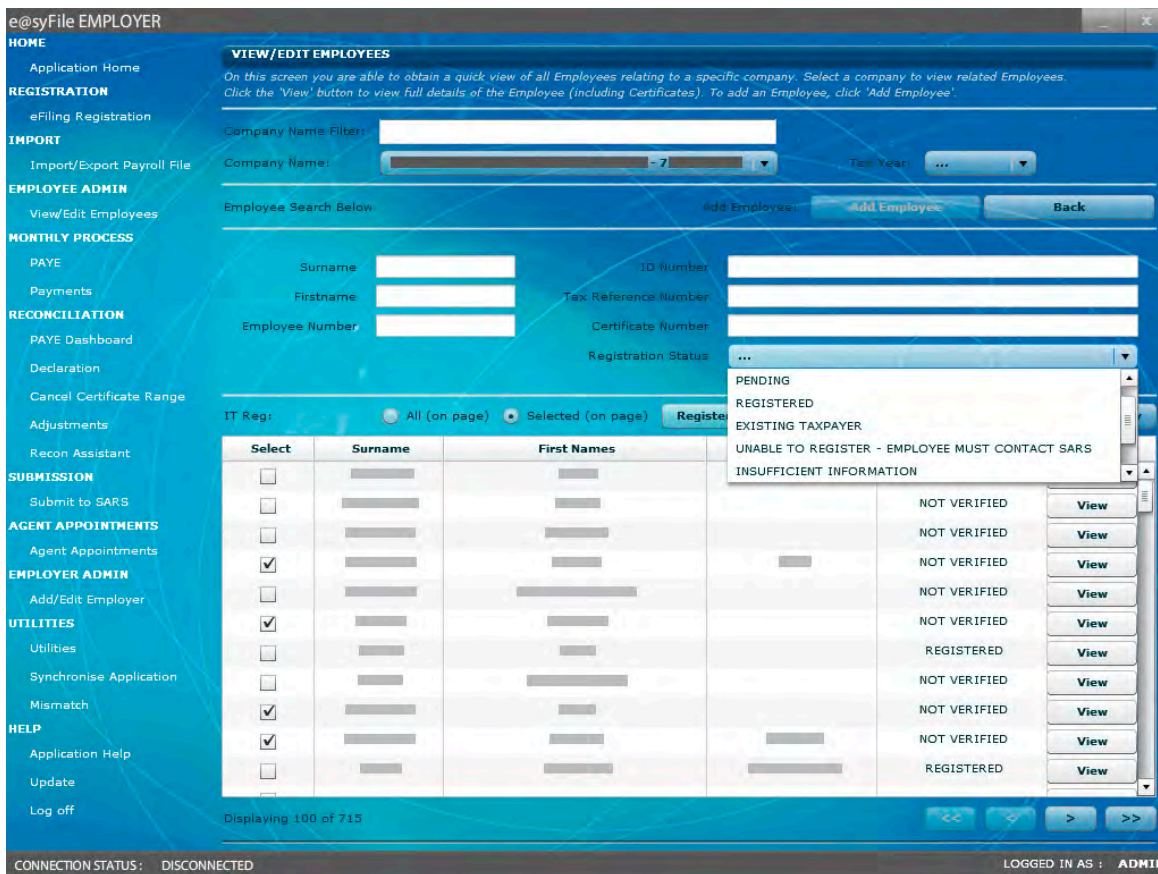 e@syFile EMPLOYER
HOME
Application Home
REGISTRATION
eFiling Registration
IMPORT
Import/Export Payroll File
EMPLOYEE ADMIN
View/Edit Employees
MONTHLY PROCESS
PAYE
Payments
RECONCILIATION
PAYE Dashboard
Declaration
Cancel Certificate Range
Adjustments
Recon Assistant
SUBMISSION
Submit to SARS
AGENT APPOINTMENTS
Agent Appointments
EMPLOYER ADMIN
Add/Edit Employer
UTILITIES
Utilities
Synchronise Application
Mismatch
HELP
Application Help
Update
Log off
VIEW/EDIT EMPLOYEES
On this screen you are able to obtain a quick view of all Employees relating to a specific company. Select a company to view related Employees.
Click the 'View' button to view full details of the Employee (including Certificates). To add an Employee, click 'Add Employee'.
Company Name Filter:
Company Name: - 7 Tax Year: ...
Employee Search Below Add Employee: Add Employee Back
Surname ID Number
Firstname Tax Reference Number
Employee Number Certificate Number
Registration Status ...
PENDING
REGISTERED
EXISTING TAXPAYER
UNABLE TO REGISTER - EMPLOYEE MUST CONTACT SARS
INSUFFICIENT INFORMATION
IT Reg: All (on page) Selected (on page)
Select Surname First Names
NOT VERIFIED View
NOT VERIFIED View
NOT VERIFIED View
NOT VERIFIED View
NOT VERIFIED View
REGISTERED View
NOT VERIFIED View
NOT VERIFIED View
NOT VERIFIED View
REGISTERED View
Displaying 100 of 715 << < > >>
CONNECTION STATUS : DISCONNECTED LOGGED IN AS :